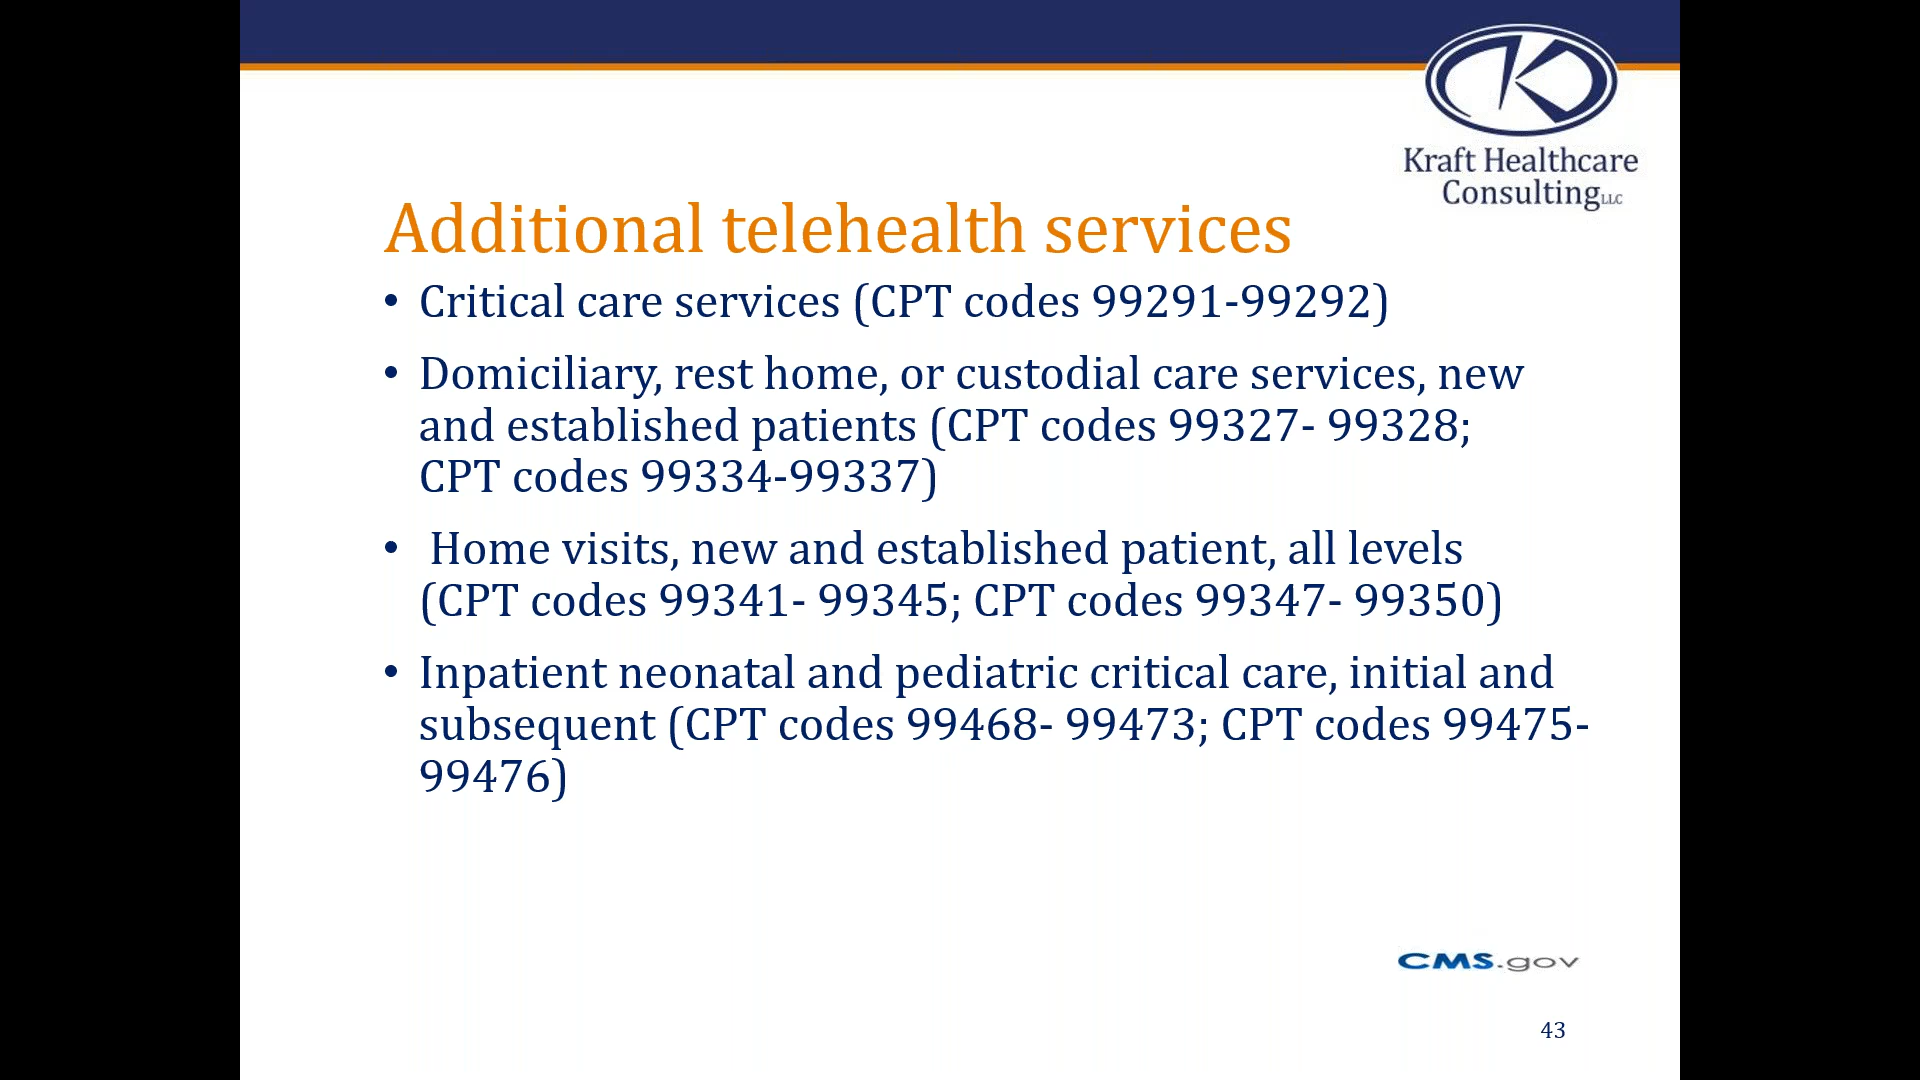 Kraft Healthcare
Consulting LLC
Additional telehealth services
• Critical care services (CPT codes 99291-99292)
• Domiciliary, rest home, or custodial care services, new
and established patients (CPT codes 99327- 99328;
CPT codes 99334-99337)
• Home visits, new and established patient, all levels
(CPT codes 99341- 99345; CPT codes 99347- 99350)
• Inpatient neonatal and pediatric critical care, initial and
subsequent (CPT codes 99468- 99473; CPT codes 99475-
99476)
CMS.gov
43